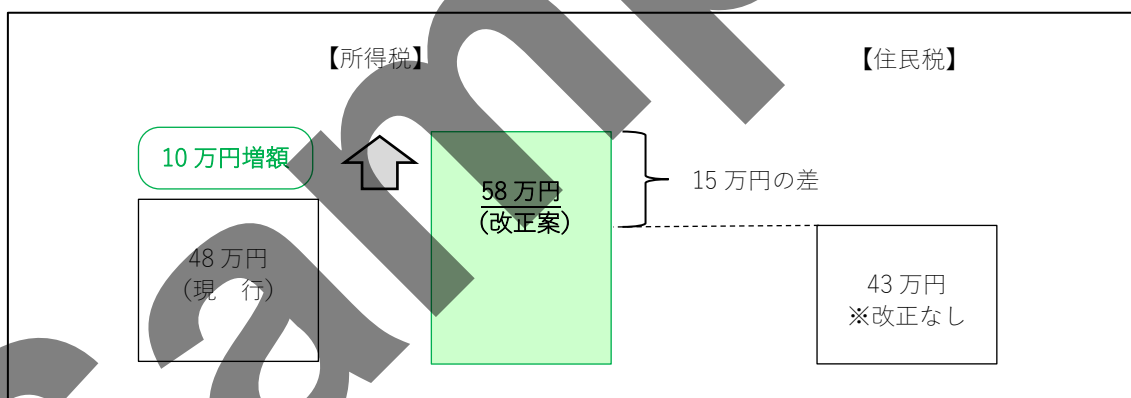 【所得税】
【住民税】
10 万円増額
58 万円
(改正案)
15 万円の差
48 万円
(現　行)
43 万円
※改正なし